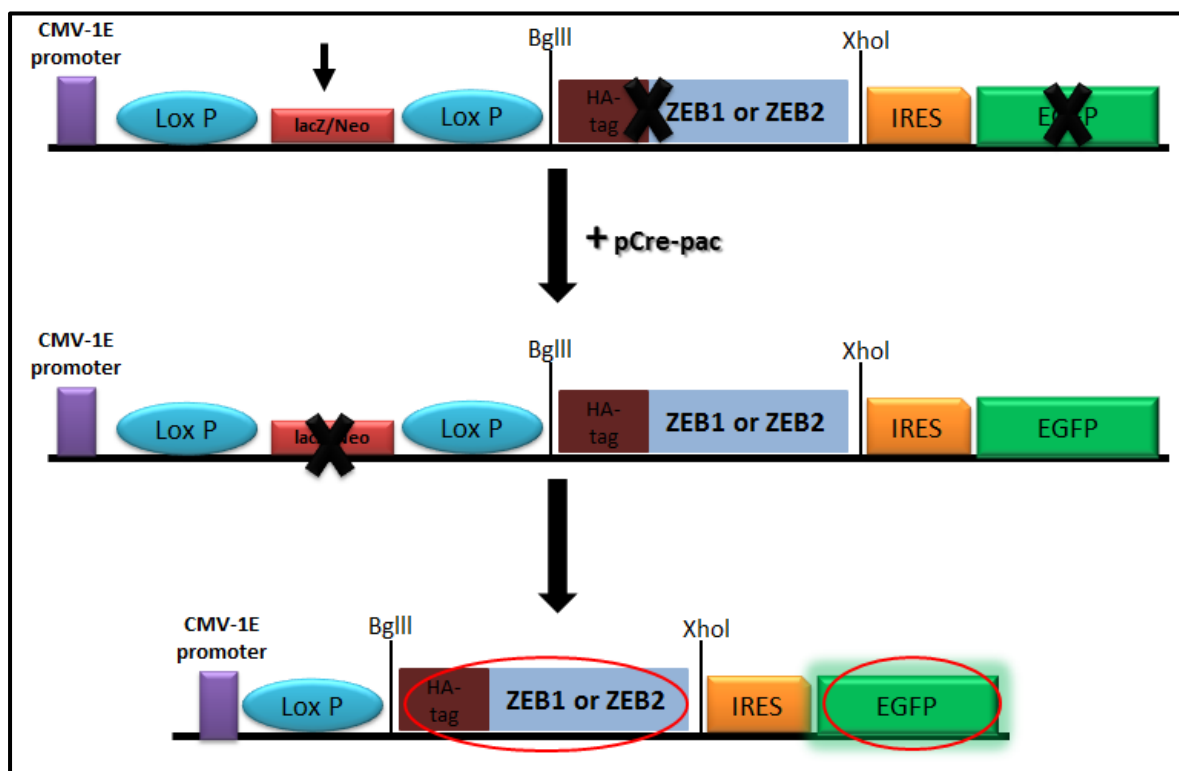 CMV-1E
promoter
BglII
XhoI
Lox P
lacZ/Neo
Lox P
HA-
tag
ZEB1 or ZEB2
IRES
+ pCre-pac
CMV-1E
promoter
BglII
XhoI
Lox P
Lox P
HA-
tag
ZEB1 or ZEB2
IRES
EGFP
CMV-1E
promoter
BglII
XhoI
Lox P
HA-
tag
ZEB1 or ZEB2
IRES
EGFP